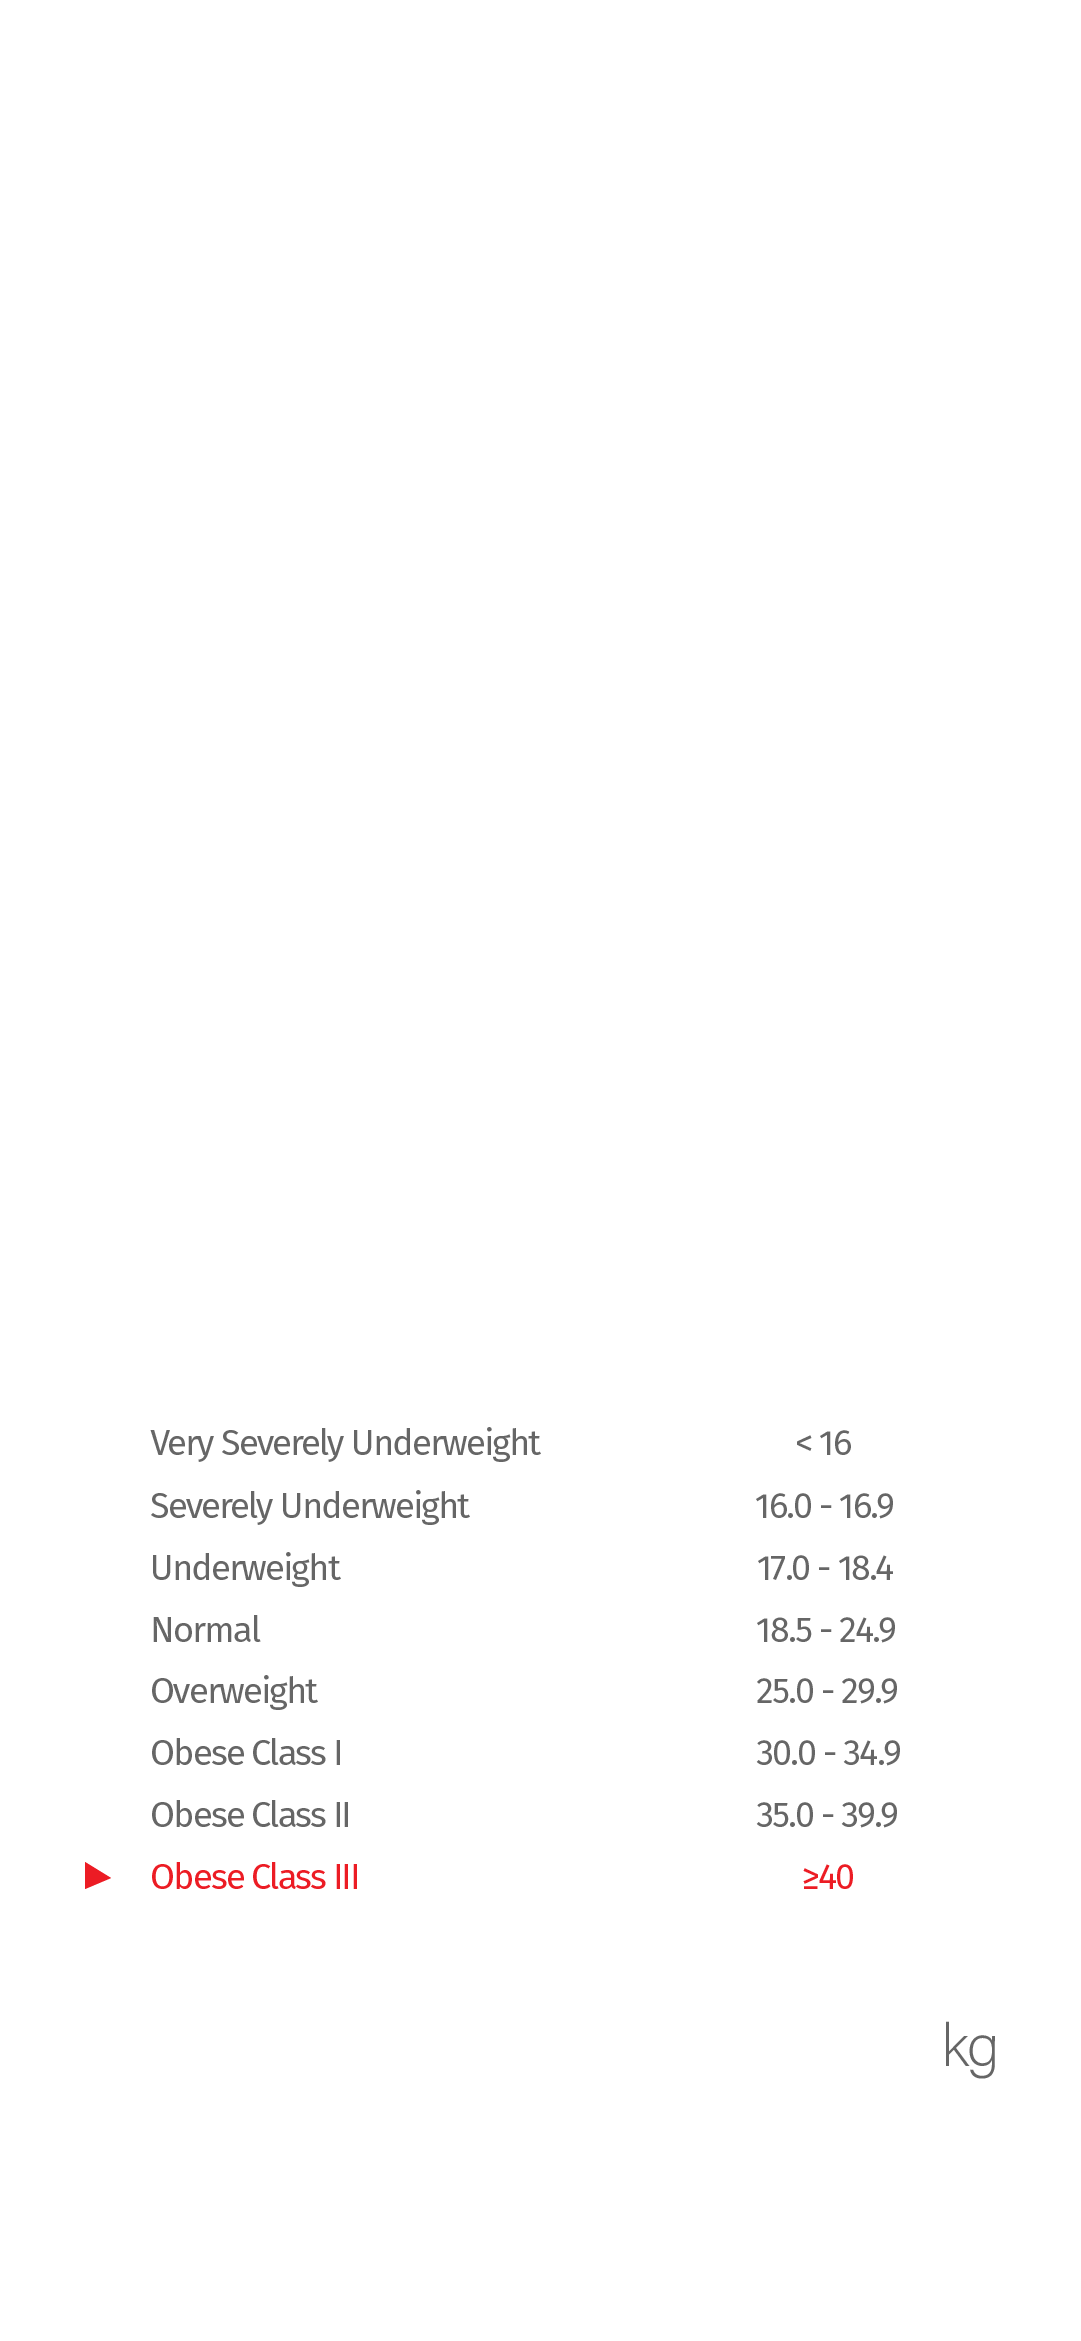 Very Severely Underweight < 16
Severely Underweight 16.0 - 16.9
Underweight 17.0 - 18.4
Normal 18.5 - 24.9
Overweight 25.0 - 29.9
Obese Class I 30.0 - 34.9
Obese Class II 35.0 - 39.9
Obese Class III ≥40
kg